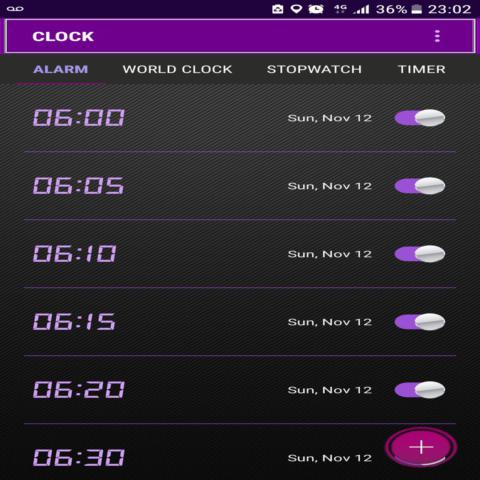 4G 36% 23:02
CLOCK
ALARM WORLD CLOCK STOPWATCH TIMER
06:00 Sun, Nov 12
06:05 Sun, Nov 12
06:10 Sun, Nov 12
06:15 Sun, Nov 12
06:20 Sun, Nov 12
06:30 Sun, Nov 12